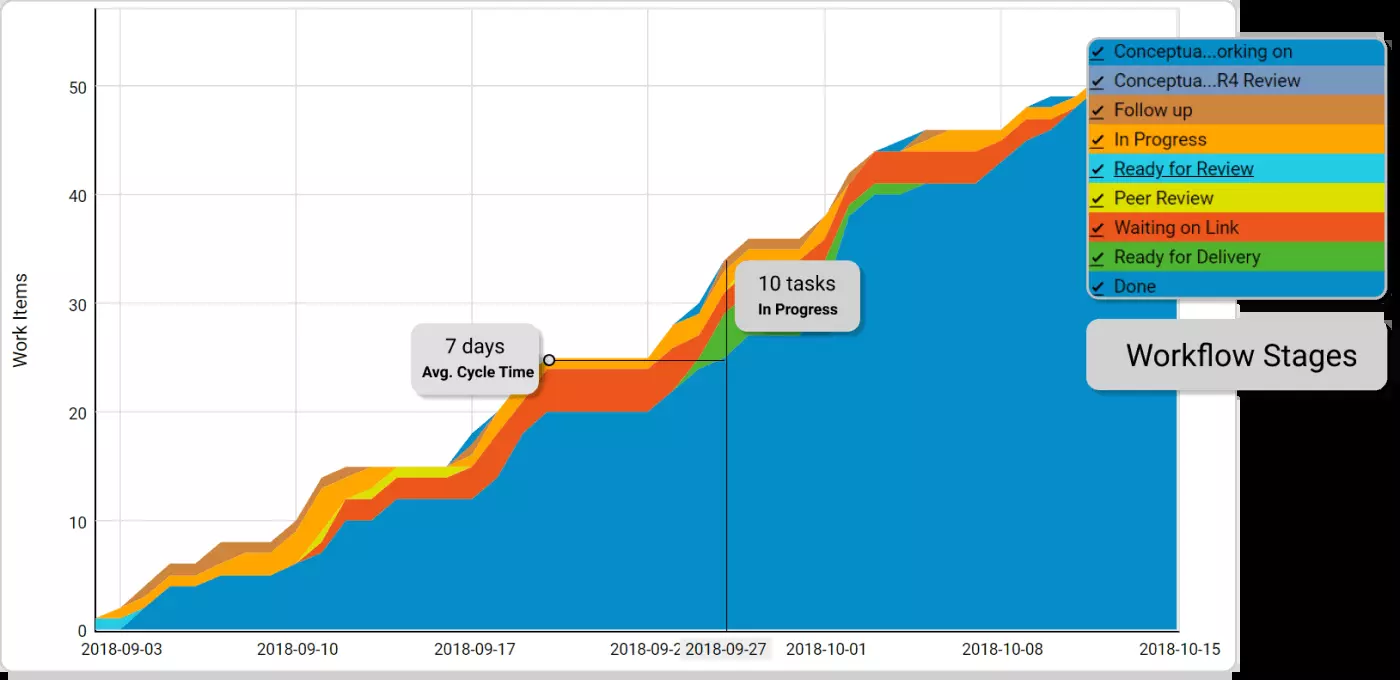 Work Items
50
40
30
20
10
0
2018-09-03
2018-09-10
2018-09-17
2018-09-2
2018-09-27
2018-10-01
2018-10-08
2018-10-15
7 days
Avg. Cycle Time
10 tasks
In Progress
Conceptua...orking on
Conceptua...R4 Review
Follow up
In Progress
Ready for Review
Peer Review
Waiting on Link
Ready for Delivery
Done
Workflow Stages